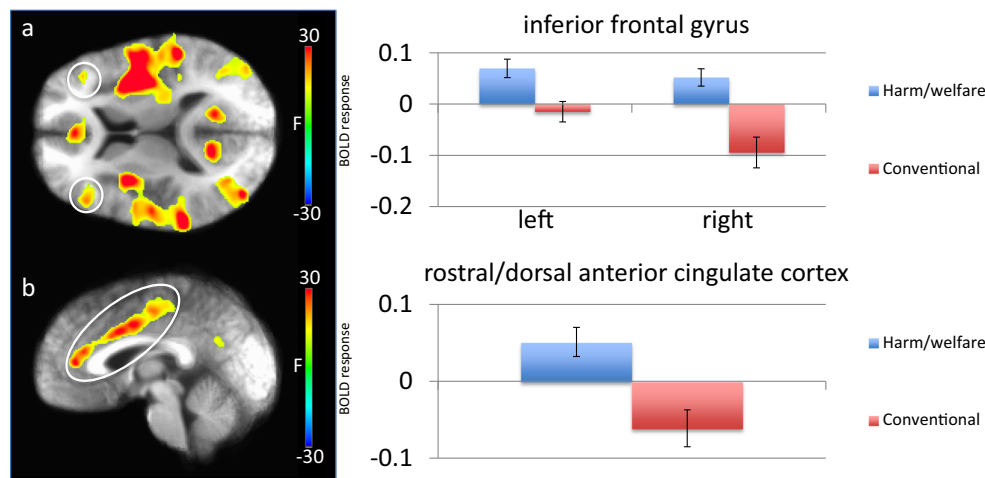 a
30
F
BOLD response
-30
inferior frontal gyrus
0.1
0
-0.1
-0.2
left
right
Harm/welfare
Conventional
b
30
F
BOLD response
-30
rostral/dorsal anterior cingulate cortex
0.1
0
-0.1
Harm/welfare
Conventional